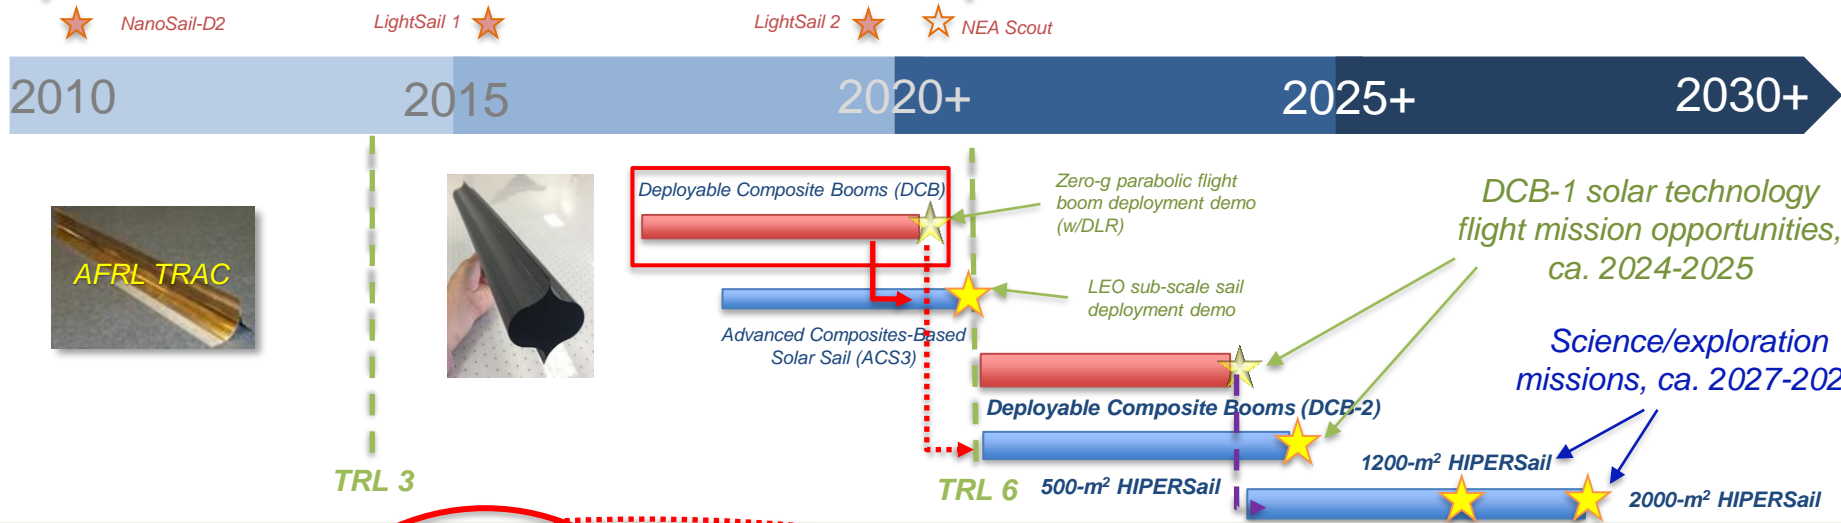 NanoSail-D2
LightSail 1
LightSail 2
NEA Scout
2010
2015
2020+
2025+
2030+
AFRL TRAC
TRL 3
Deployable Composite Booms (DCB)
Zero-g parabolic flight
boom deployment demo
(w/DLR)
LEO sub-scale sail
deployment demo
Advanced Composites-Based
Solar Sail (ACS3)
DCB-1 solar technology
flight mission opportunities,
ca. 2024-2025
Science/exploration
missions, ca. 2027-202
Deployable Composite Booms (DCB-2)
TRL 6
500-m² HIPERSail
1200-m² HIPERSail
2000-m² HIPERSail